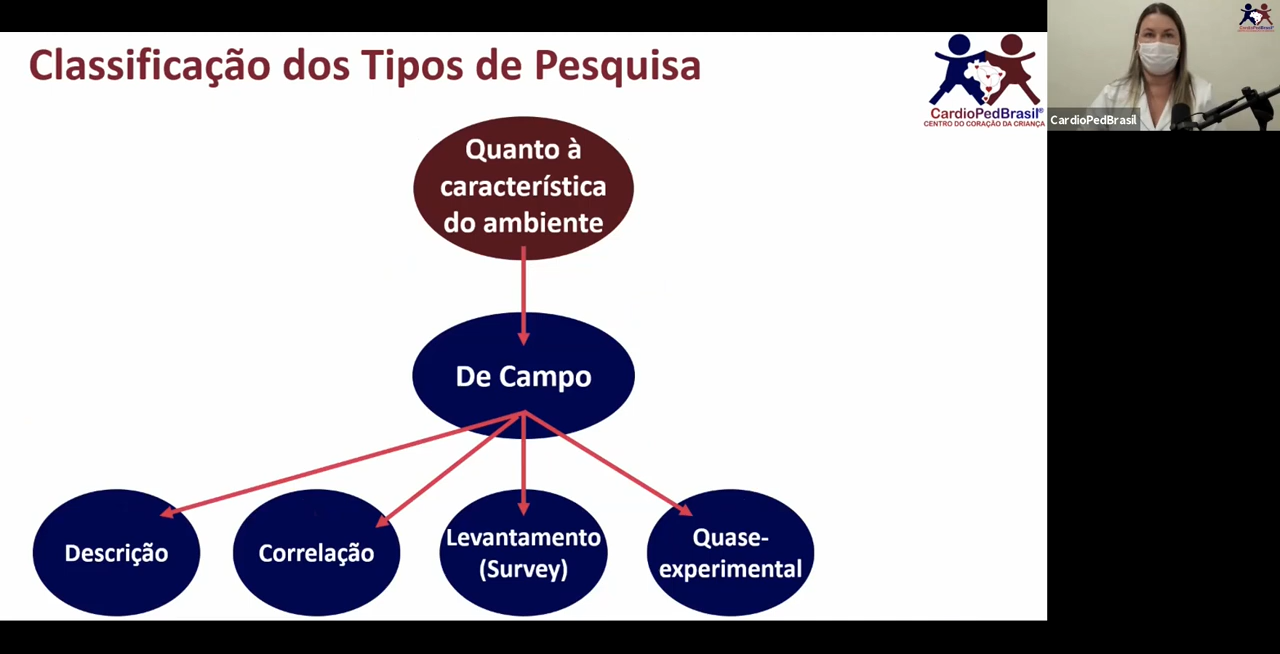 Classificação dos Tipos de Pesquisa
CardioPedBrasil®
CENTRO DO CORAÇÃO DA CRIANÇA
CardioPedBrasil
CardioPedBrasil
Quanto à
característica
do ambiente
De Campo
Descrição
Correlação
Levantamento
(Survey)
Quase-
experimental